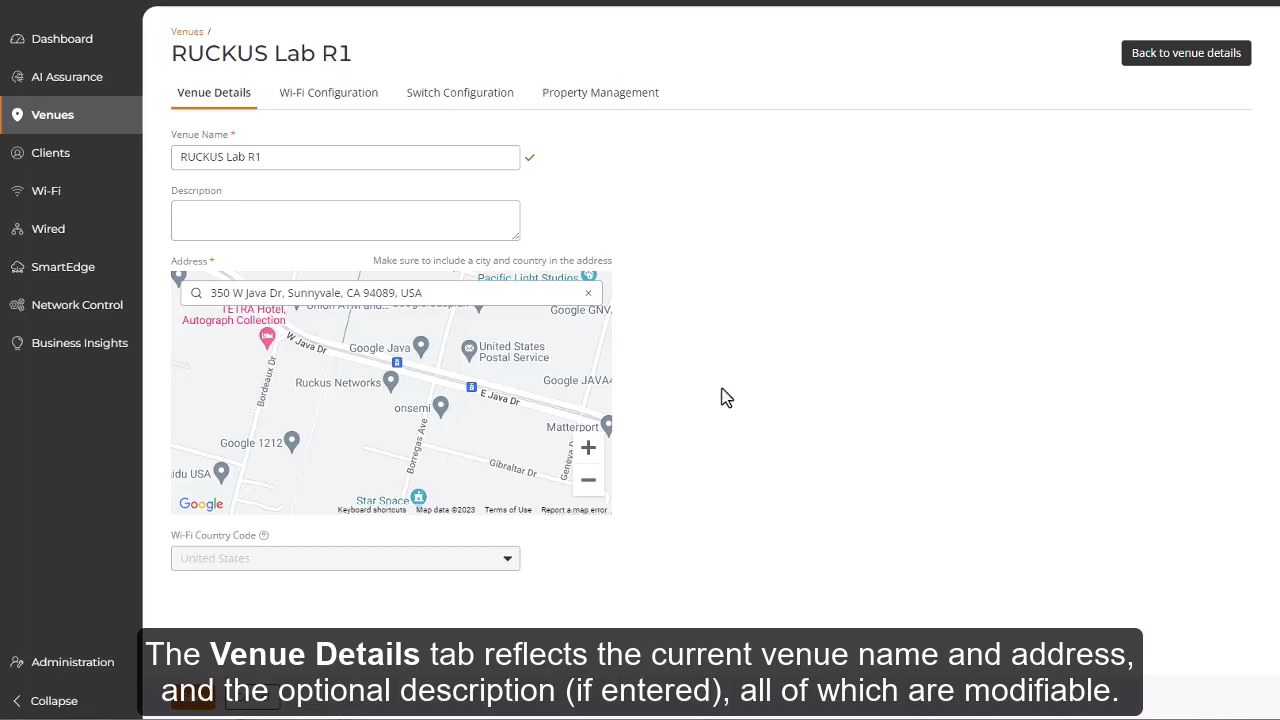 Dashboard
AI Assurance
Venues
Clients
Wi-Fi
Wired
SmartEdge
Network Control
Business Insights
Administration
Collapse
Venues /
RUCKUS Lab R1
Back to venue details
Venue Details
Wi-Fi Configuration
Switch Configuration
Property Management
Venue Name *
RUCKUS Lab R1
Description
Address *
Make sure to include a city and country in the address
Pacific Light Studios
350 W Java Dr, Sunnyvale, CA 94089, USA
TETRA Hotel,
Autograph Collection
Google GNV
W Java Dr
Google Java
United States
Postal Service
Bordeaux Dr
Ruckus Networks
Google JAVA4
E Java Dr
onsemi
Matterport
Borregas Ave
Google 1212
Geneva D
Gibraltar Dr
idu USA
Star Space
Google
Keyboard shortcuts
Map data ©2023
Terms of Use
Report a map error
Wi-Fi Country Code
United States
The Venue Details tab reflects the current venue name and address,
and the optional description (if entered), all of which are modifiable.